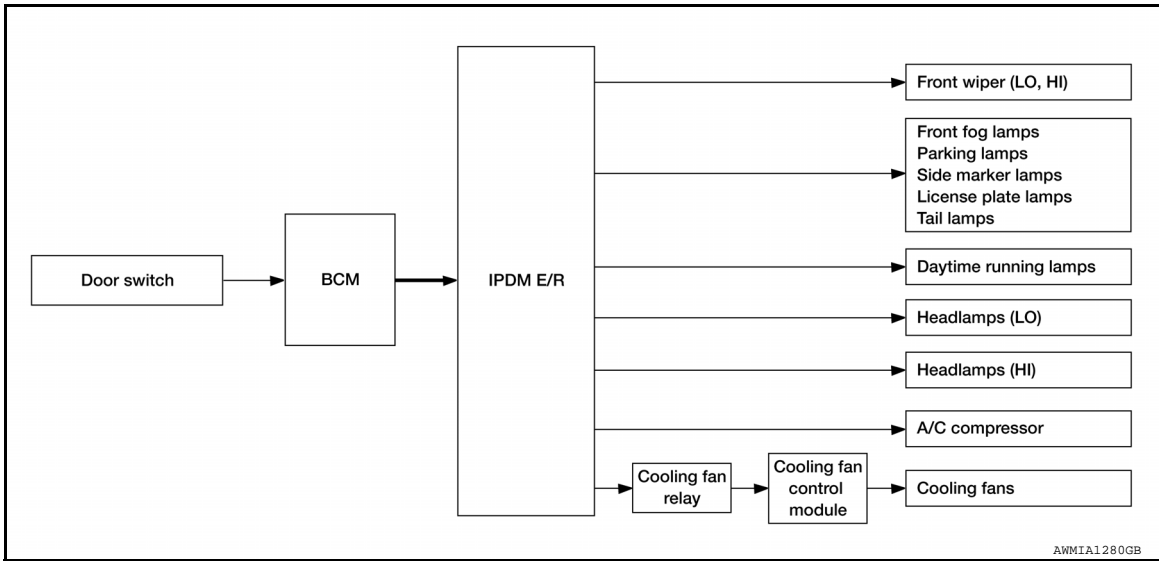 Front wiper (LO, HI)
Front fog lamps
Parking lamps
Side marker lamps
License plate lamps
Tail lamps
Door switch
BCM
IPDM E/R
Daytime running lamps
Headlamps (LO)
Headlamps (HI)
A/C compressor
Cooling fan
relay
Cooling fan
control
module
Cooling fans
AWMIA1280GB